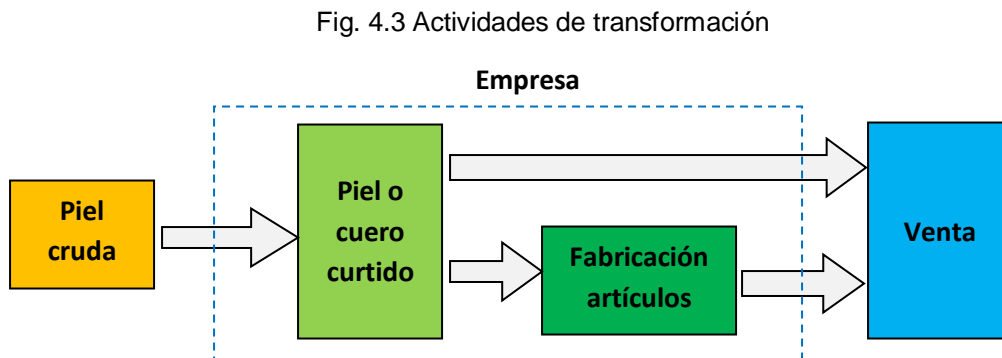 Fig. 4.3 Actividades de transformación
Empresa
Piel
cruda
Piel o
cuero
curtido
Fabricación
artículos
Venta